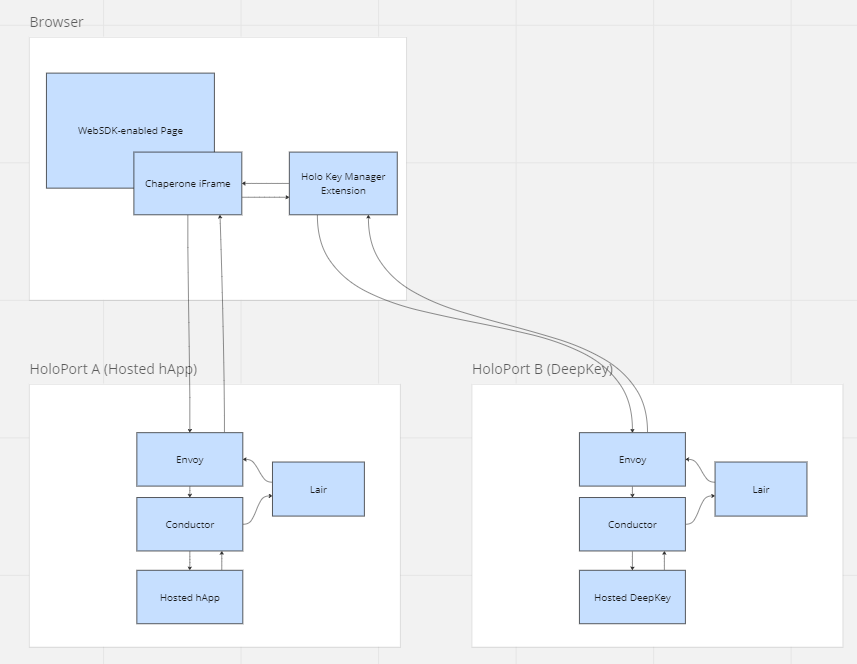 Browser
WebSDK-enabled Page
Chaperone iFrame
Holo Key Manager
Extension
HoloPort A (Hosted hApp)
Envoy
Lair
Conductor
Hosted hApp
HoloPort B (DeepKey)
Envoy
Lair
Conductor
Hosted DeepKey